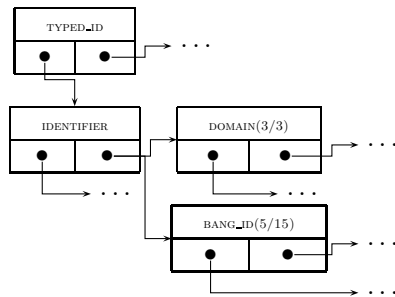 TYPED_ID
...
IDENTIFIER
DOMAIN(3/3)
...
...
...
BANG_ID(5/15)
...
...